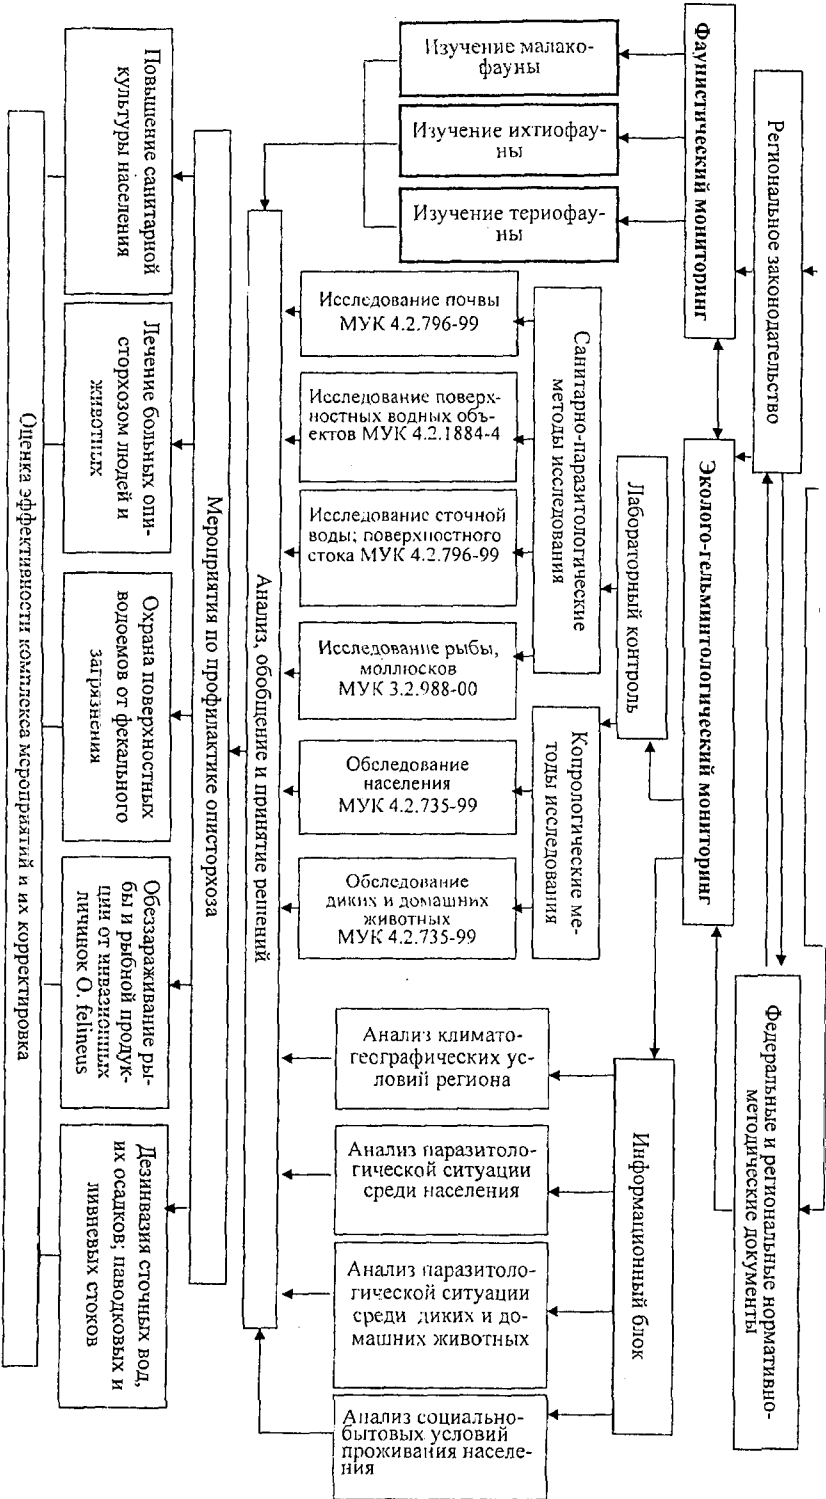 Региональное законодательство
Федеральные и региональные нормативно-
методические документы
Фаунистический мониторинг
Эколого-гельминтологический мониторинг
Изучение малако-
фауны
Изучение ихтиофау-
ны
Изучение териофау-
ны
Лабораторный контроль
Информационный блок
Санитарно-паразитологические
методы исследования
Копрологические ме-
тоды исследования
Исследование почвы
МУК 4.2.796-99
Исследование поверх-
ностных водных объ-
ектов МУК 4.2.1884-4
Исследование сточной
воды; поверхностного
стока МУК 4.2.796-99
Исследование рыбы,
моллюсков
МУК 3.2.988-00
Обследование
населения
МУК 4.2.735-99
Обследование
диких и домашних
животных
МУК 4.2.735-99
Анализ климато-
географических ус-
ловий региона
Анализ паразитоло-
гической ситуации
среди населения
Анализ паразитоло-
гической ситуации
среди диких и до-
машних животных
Анализ социально-
бытовых условий
проживания населе-
ния
Анализ, обобщение и принятие решений
Мероприятия по профилактике описторхоза
Повышение санитарной
культуры населения
Лечение больных опи-
сторхозом людей и
животных
Охрана поверхностных
водоемов от фекального
загрязнения
Обеззараживание ры-
бы и рыбной продук-
ции от инвазионных
личинок O. felineus
Дезинвазия сточных вод,
их осадков; паводковых и
ливневых стоков
Оценка эффективности комплекса мероприятий и их корректировка